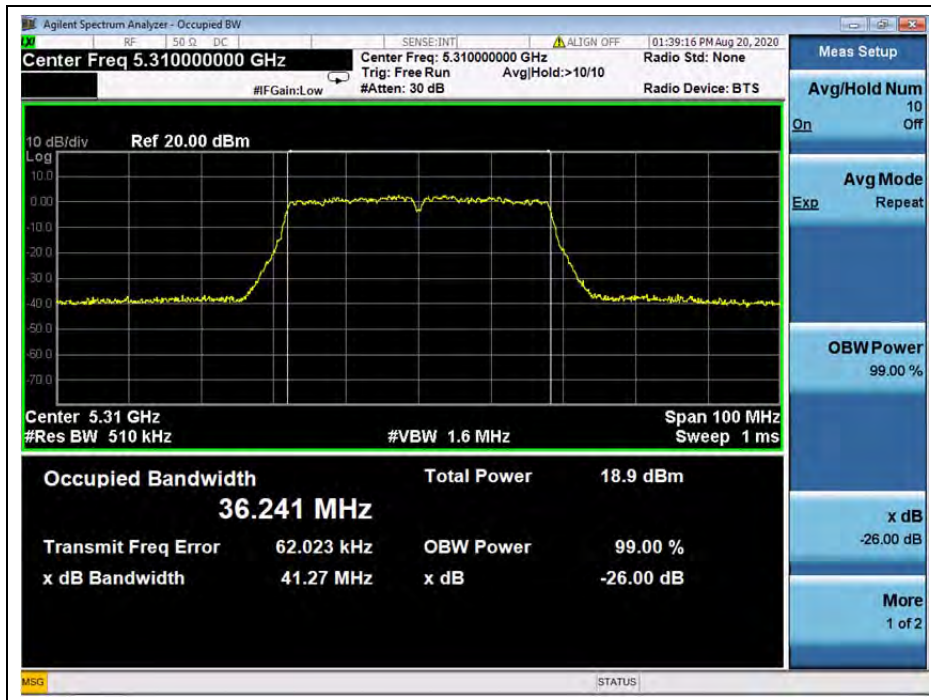 Agilent Spectrum Analyzer - Occupied BW
LXI RF 50 Ω DC SENSE:INT ALIGN OFF 01:39:16 PM Aug 20, 2020
Center Freq 5.310000000 GHz
Center Freq: 5.310000000 GHz
Radio Std: None
Trig: Free Run Avg|Hold:>10/10
#IFGain:Low
#Atten: 30 dB
Radio Device: BTS
10 dB/div Ref 20.00 dBm
Log
10.0
0.00
-10.0
-20.0
-30.0
-40.0
-50.0
-60.0
-70.0
Center 5.31 GHz Span 100 MHz
#Res BW 510 kHz #VBW 1.6 MHz Sweep 1 ms
Occupied Bandwidth Total Power 18.9 dBm
36.241 MHz
Transmit Freq Error 62.023 kHz OBW Power 99.00 %
x dB Bandwidth 41.27 MHz x dB -26.00 dB
Meas Setup
Avg/Hold Num
10
On Off
Avg Mode
Exp Repeat
OBW Power
99.00 %
x dB
-26.00 dB
More
1 of 2
MSG STATUS